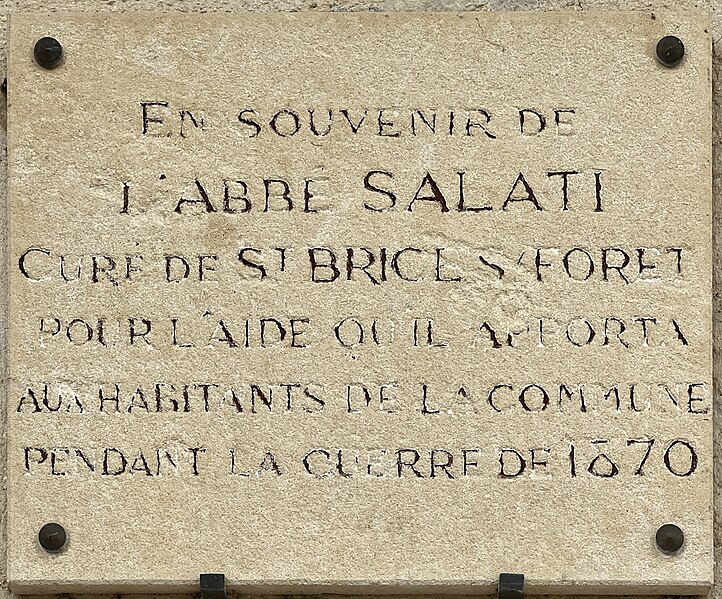 EN SOUVENIR DE
L'ABBÉ SALATI
CURÉ DE ST BRICE S/FORET
POUR L'AIDE QU'IL APPORTA
AUX HABITANTS DE LA COMMUNE
PENDANT LA GUERRE DE 1870